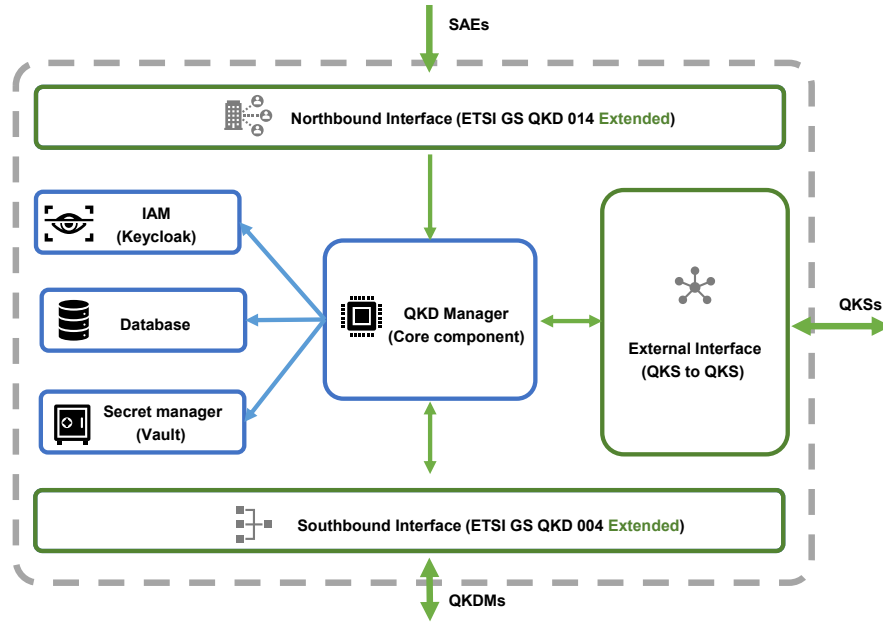 SAEs
Northbound Interface (ETSI GS QKD 014 Extended)
IAM
(Keycloak)
Database
Secret manager
(Vault)
QKD Manager
(Core component)
External Interface
(QKS to QKS)
QKSs
Southbound Interface (ETSI GS QKD 004 Extended)
QKDMs